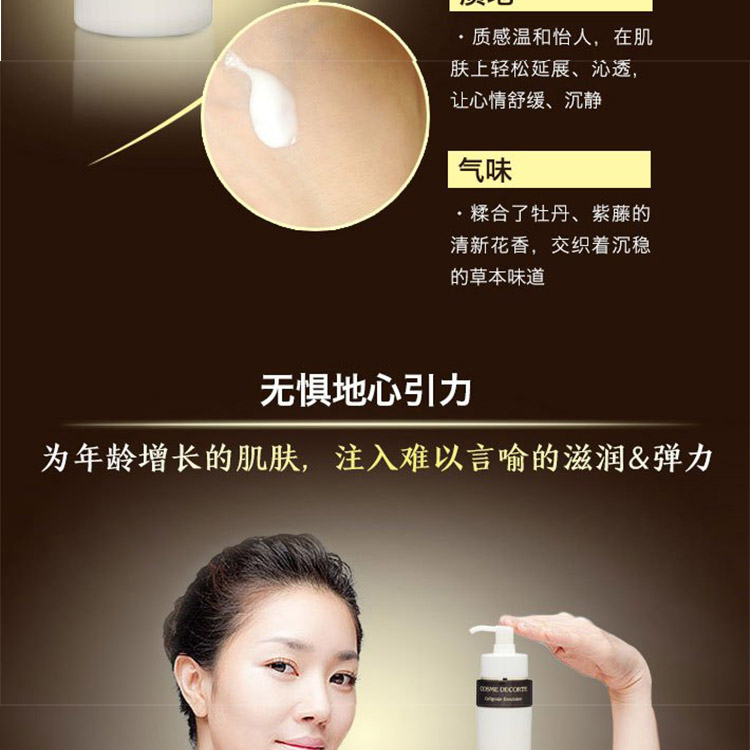 质地
·质感温和怡人，在肌
肤上轻松延展、沁透，
让心情舒缓、沉静
气味
·糅合了牡丹、紫藤的
清新花香，交织着沉稳
的草本味道
无惧地心引力
为年龄增长的肌肤，注入难以言喻的滋润&弹力
COSME DECORTE